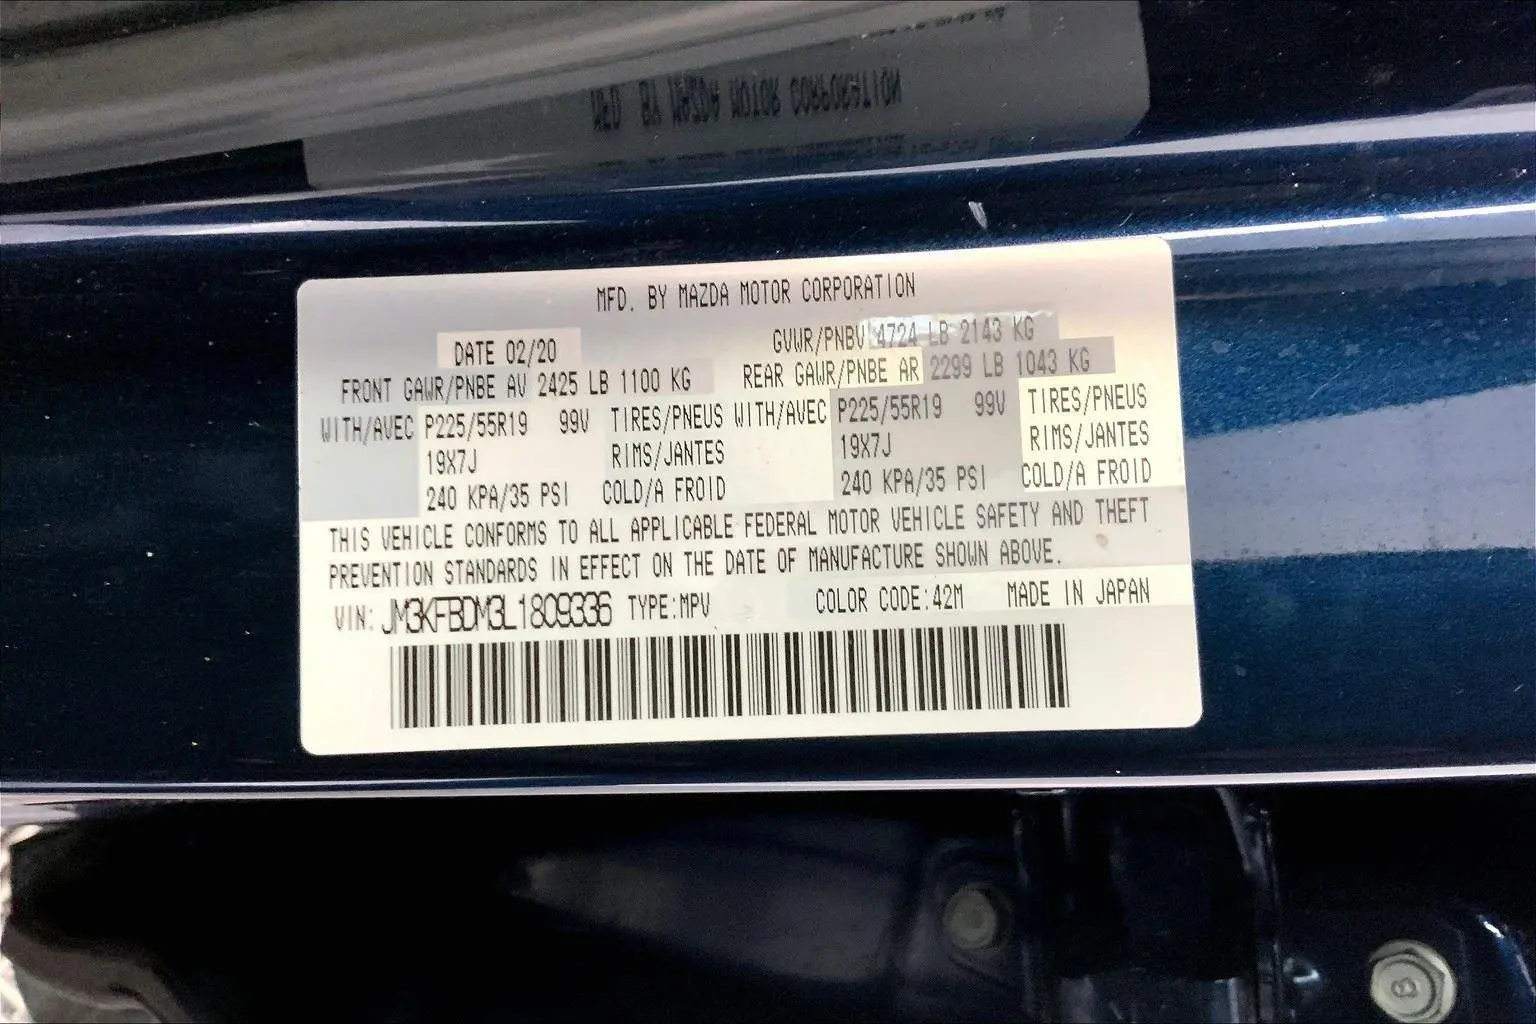 MFD. BY MAZDA MOTOR CORPORATION
DATE 02/20 GVWR/PNBV 4724 LB 2143 KG
FRONT GAWR/PNBE AV 2425 LB 1100 KG REAR GAWR/PNBE AR 2299 LB 1043 KG
WITH/AVEC P225/55R19 99V TIRES/PNEUS WITH/AVEC P225/55R19 99V TIRES/PNEUS
19X7J RIMS/JANTES 19X7J RIMS/JANTES
240 KPA/35 PSI COLD/A FROID 240 KPA/35 PSI COLD/A FROID
THIS VEHICLE CONFORMS TO ALL APPLICABLE FEDERAL MOTOR VEHICLE SAFETY AND THEFT
PREVENTION STANDARDS IN EFFECT ON THE DATE OF MANUFACTURE SHOWN ABOVE.
VIN: JM3KFBDM3L1809336 TYPE:MPV COLOR CODE:42M MADE IN JAPAN